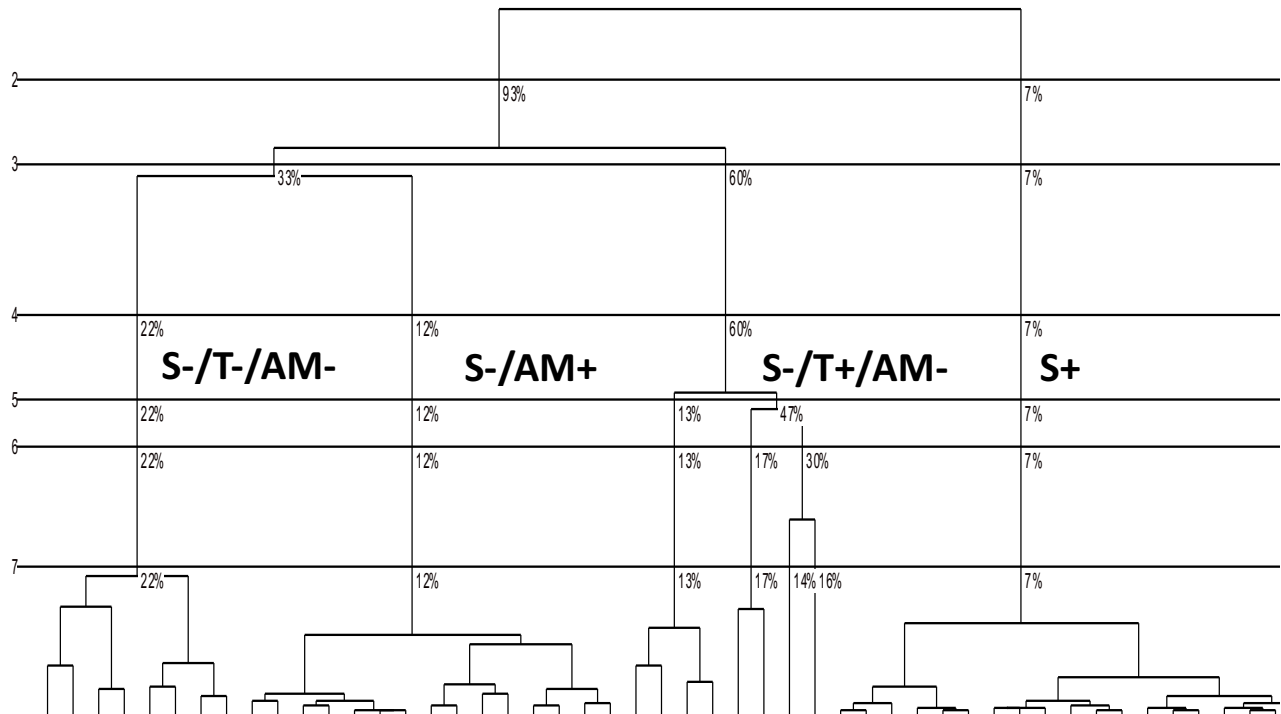 2
93% 7%
3
33% 60% 7%
4
22% 12% 60% 7%
S-/T-/AM- S-/AM+ S-/T+/AM- S+
5
22% 12% 13% 47% 7%
6
22% 12% 13% 17% 30% 7%
7
22% 12% 13% 17% 14% 16% 7%